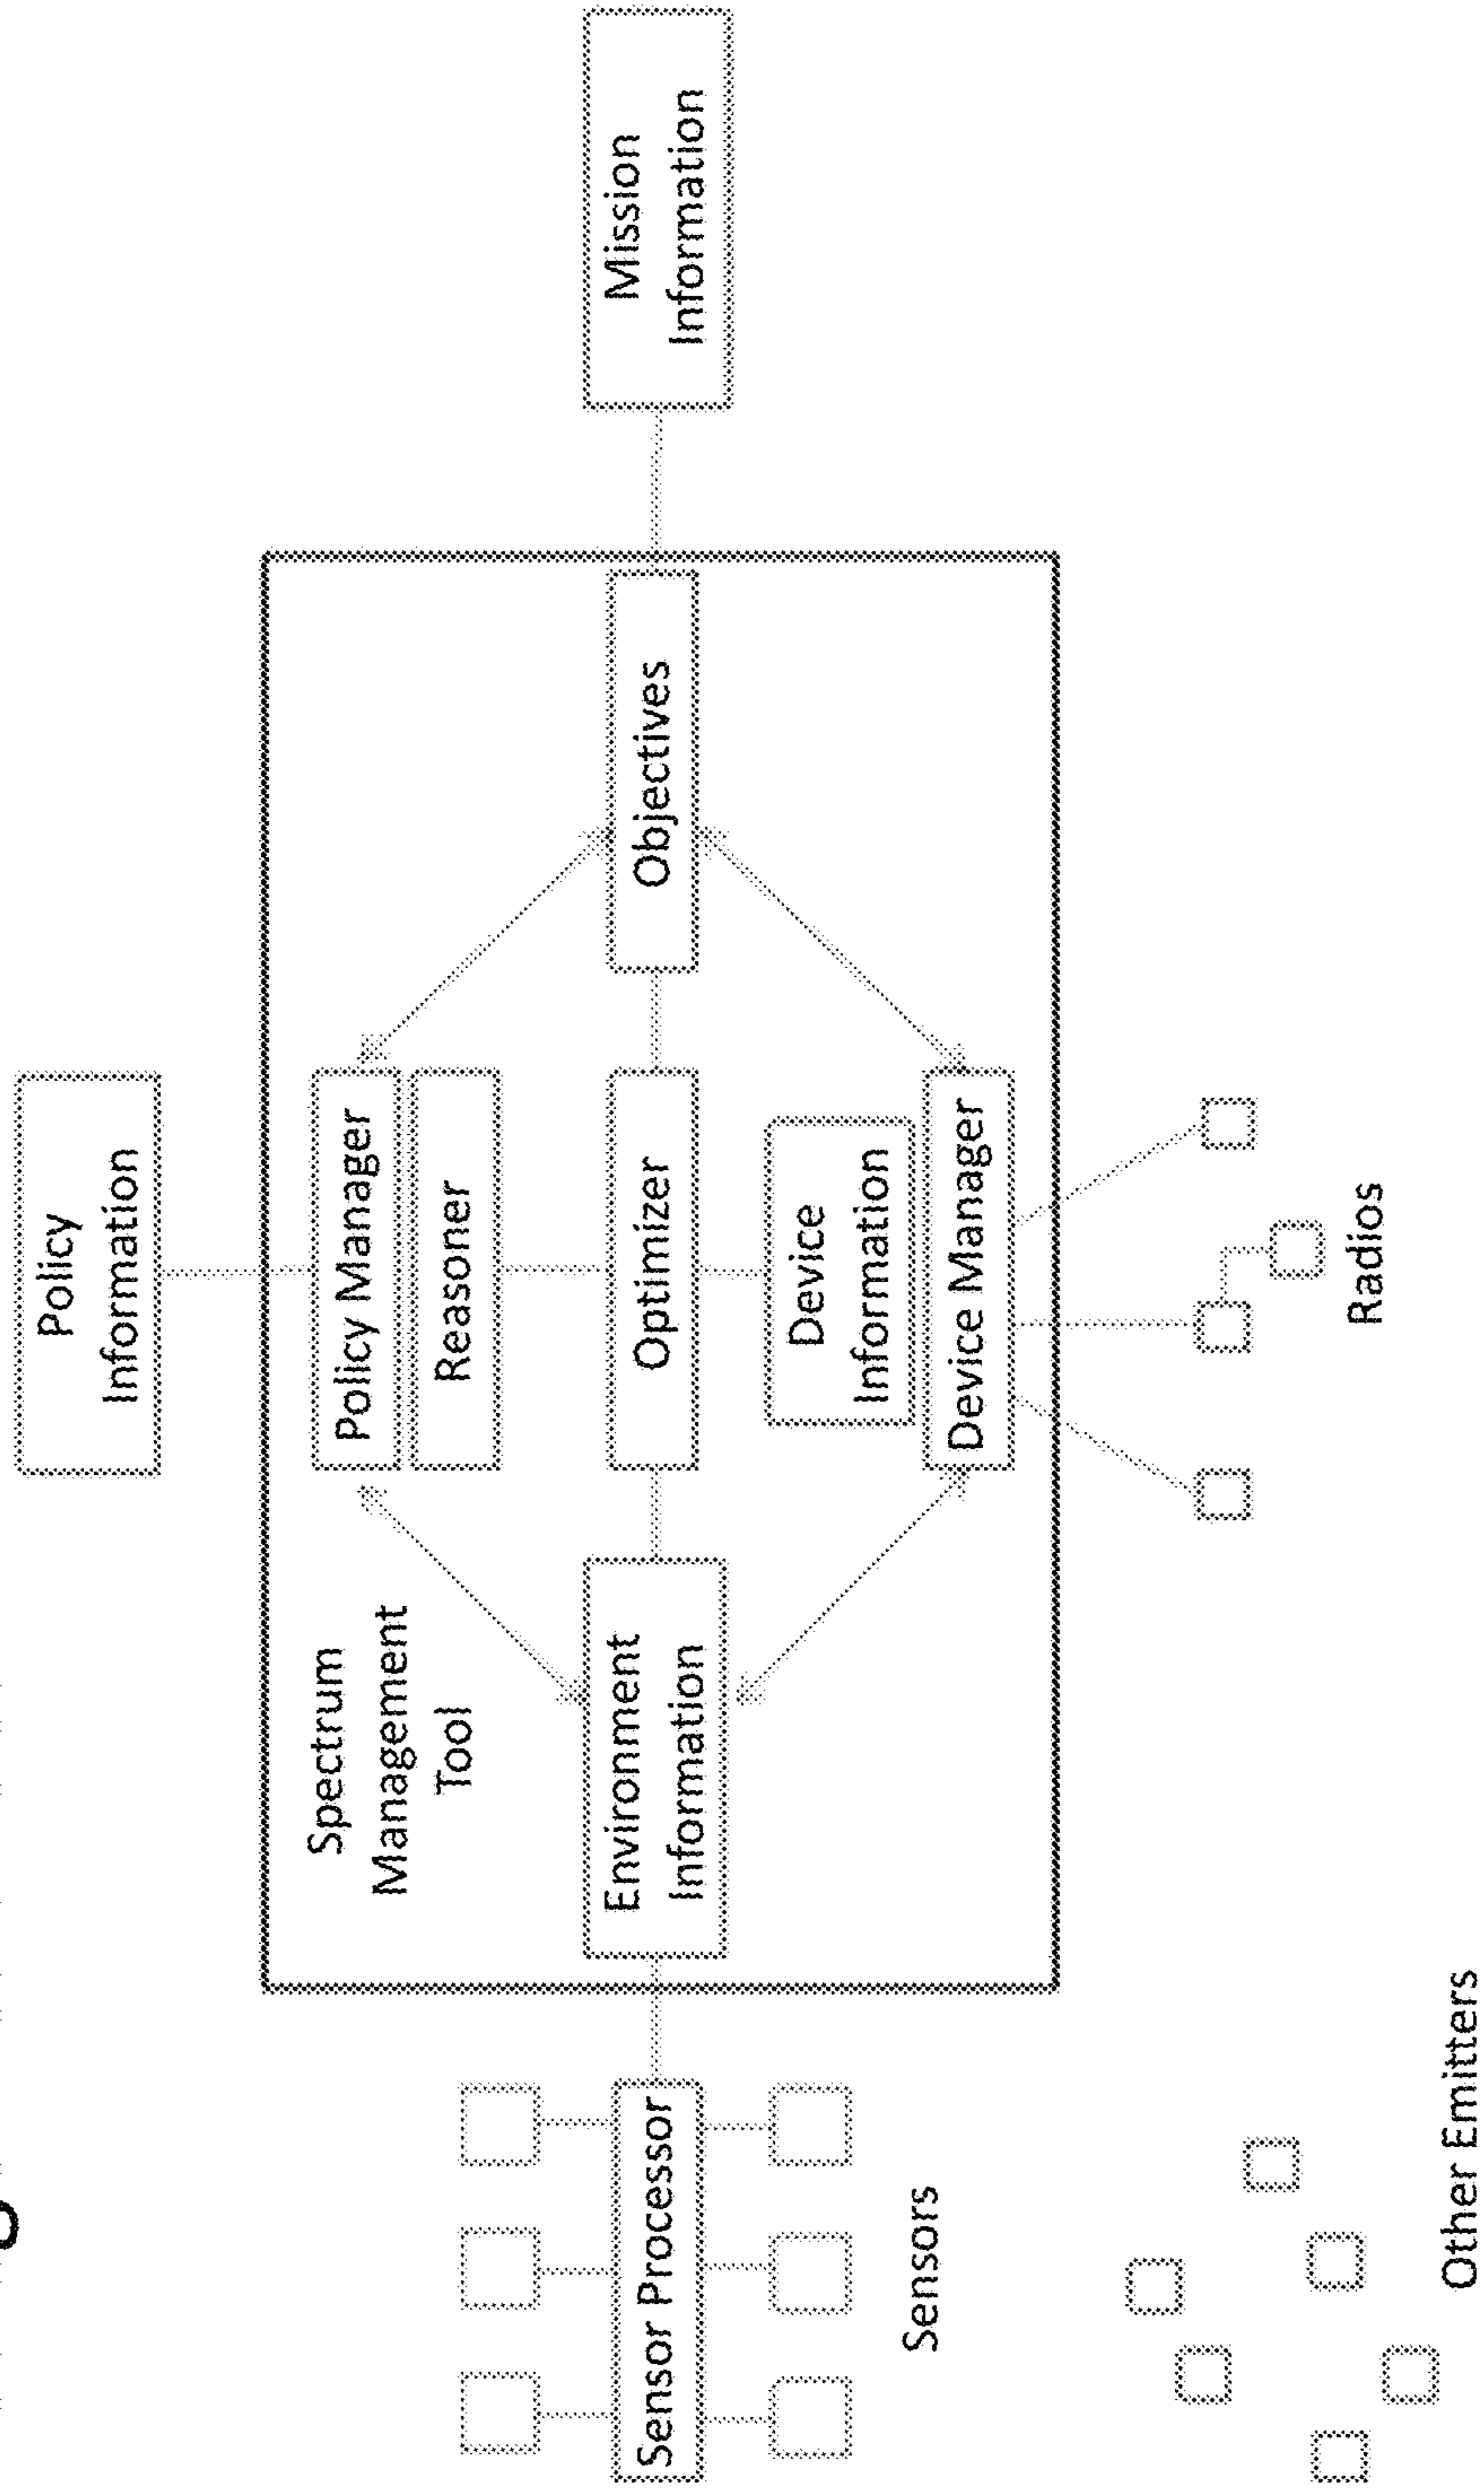 Policy
Information
Spectrum
Management
Tool
Policy Manager
Reasoner
Sensor Processor
Environment
Information
Optimizer
Objectives
Mission
Information
Device
Information
Device Manager
Sensors
Radios
Other Emitters